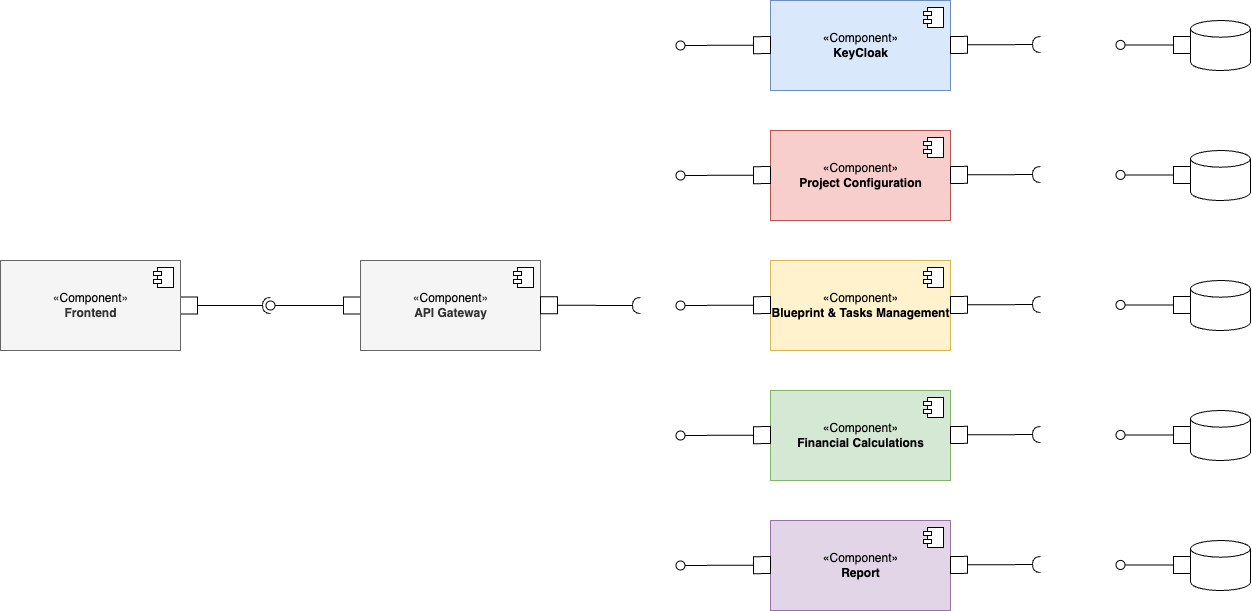 «Component»
KeyCloak
«Component»
Project Configuration
«Component»
Frontend
«Component»
API Gateway
«Component»
Blueprint & Tasks Management
«Component»
Financial Calculations
«Component»
Report